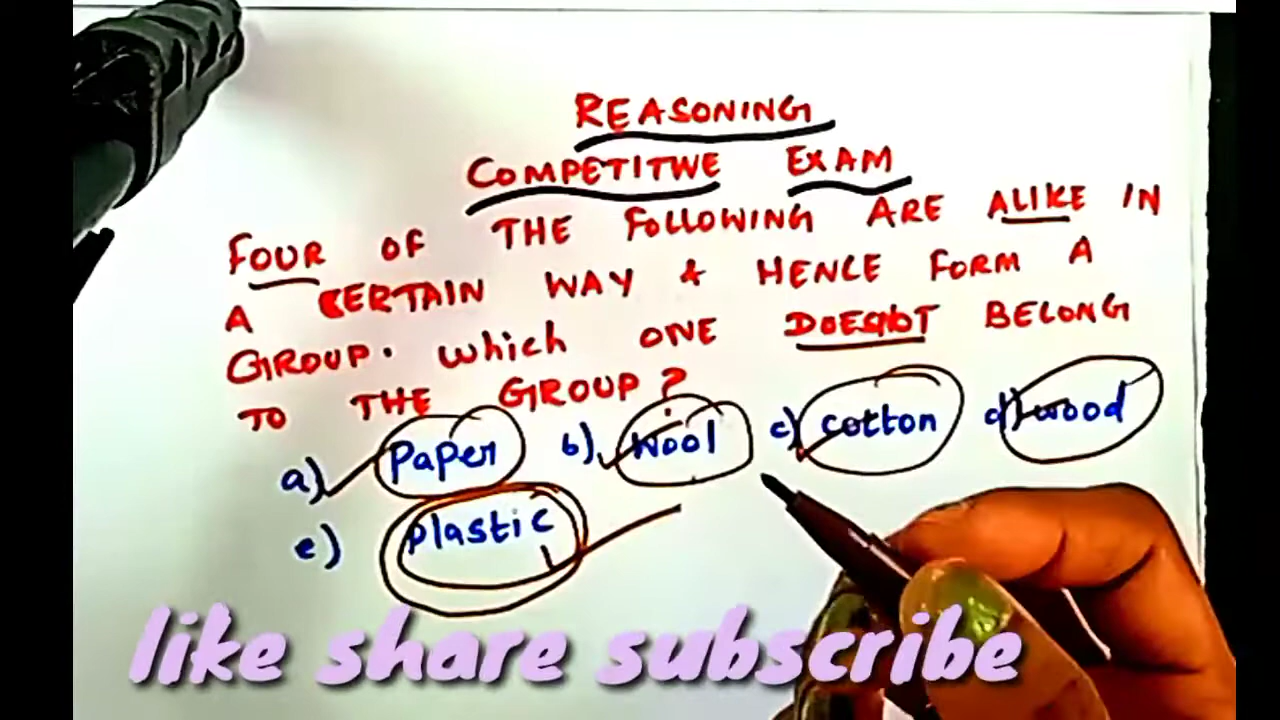 REASONING
COMPETITIVE EXAM
FOUR OF THE FOLLOWING ARE ALIKE IN
A CERTAIN WAY & HENCE FORM A
GROUP. which ONE DOESNOT BELONG
TO THE GROUP?
a) Paper b) Wool c) cotton d) wood
e) Plastic
like share subscribe